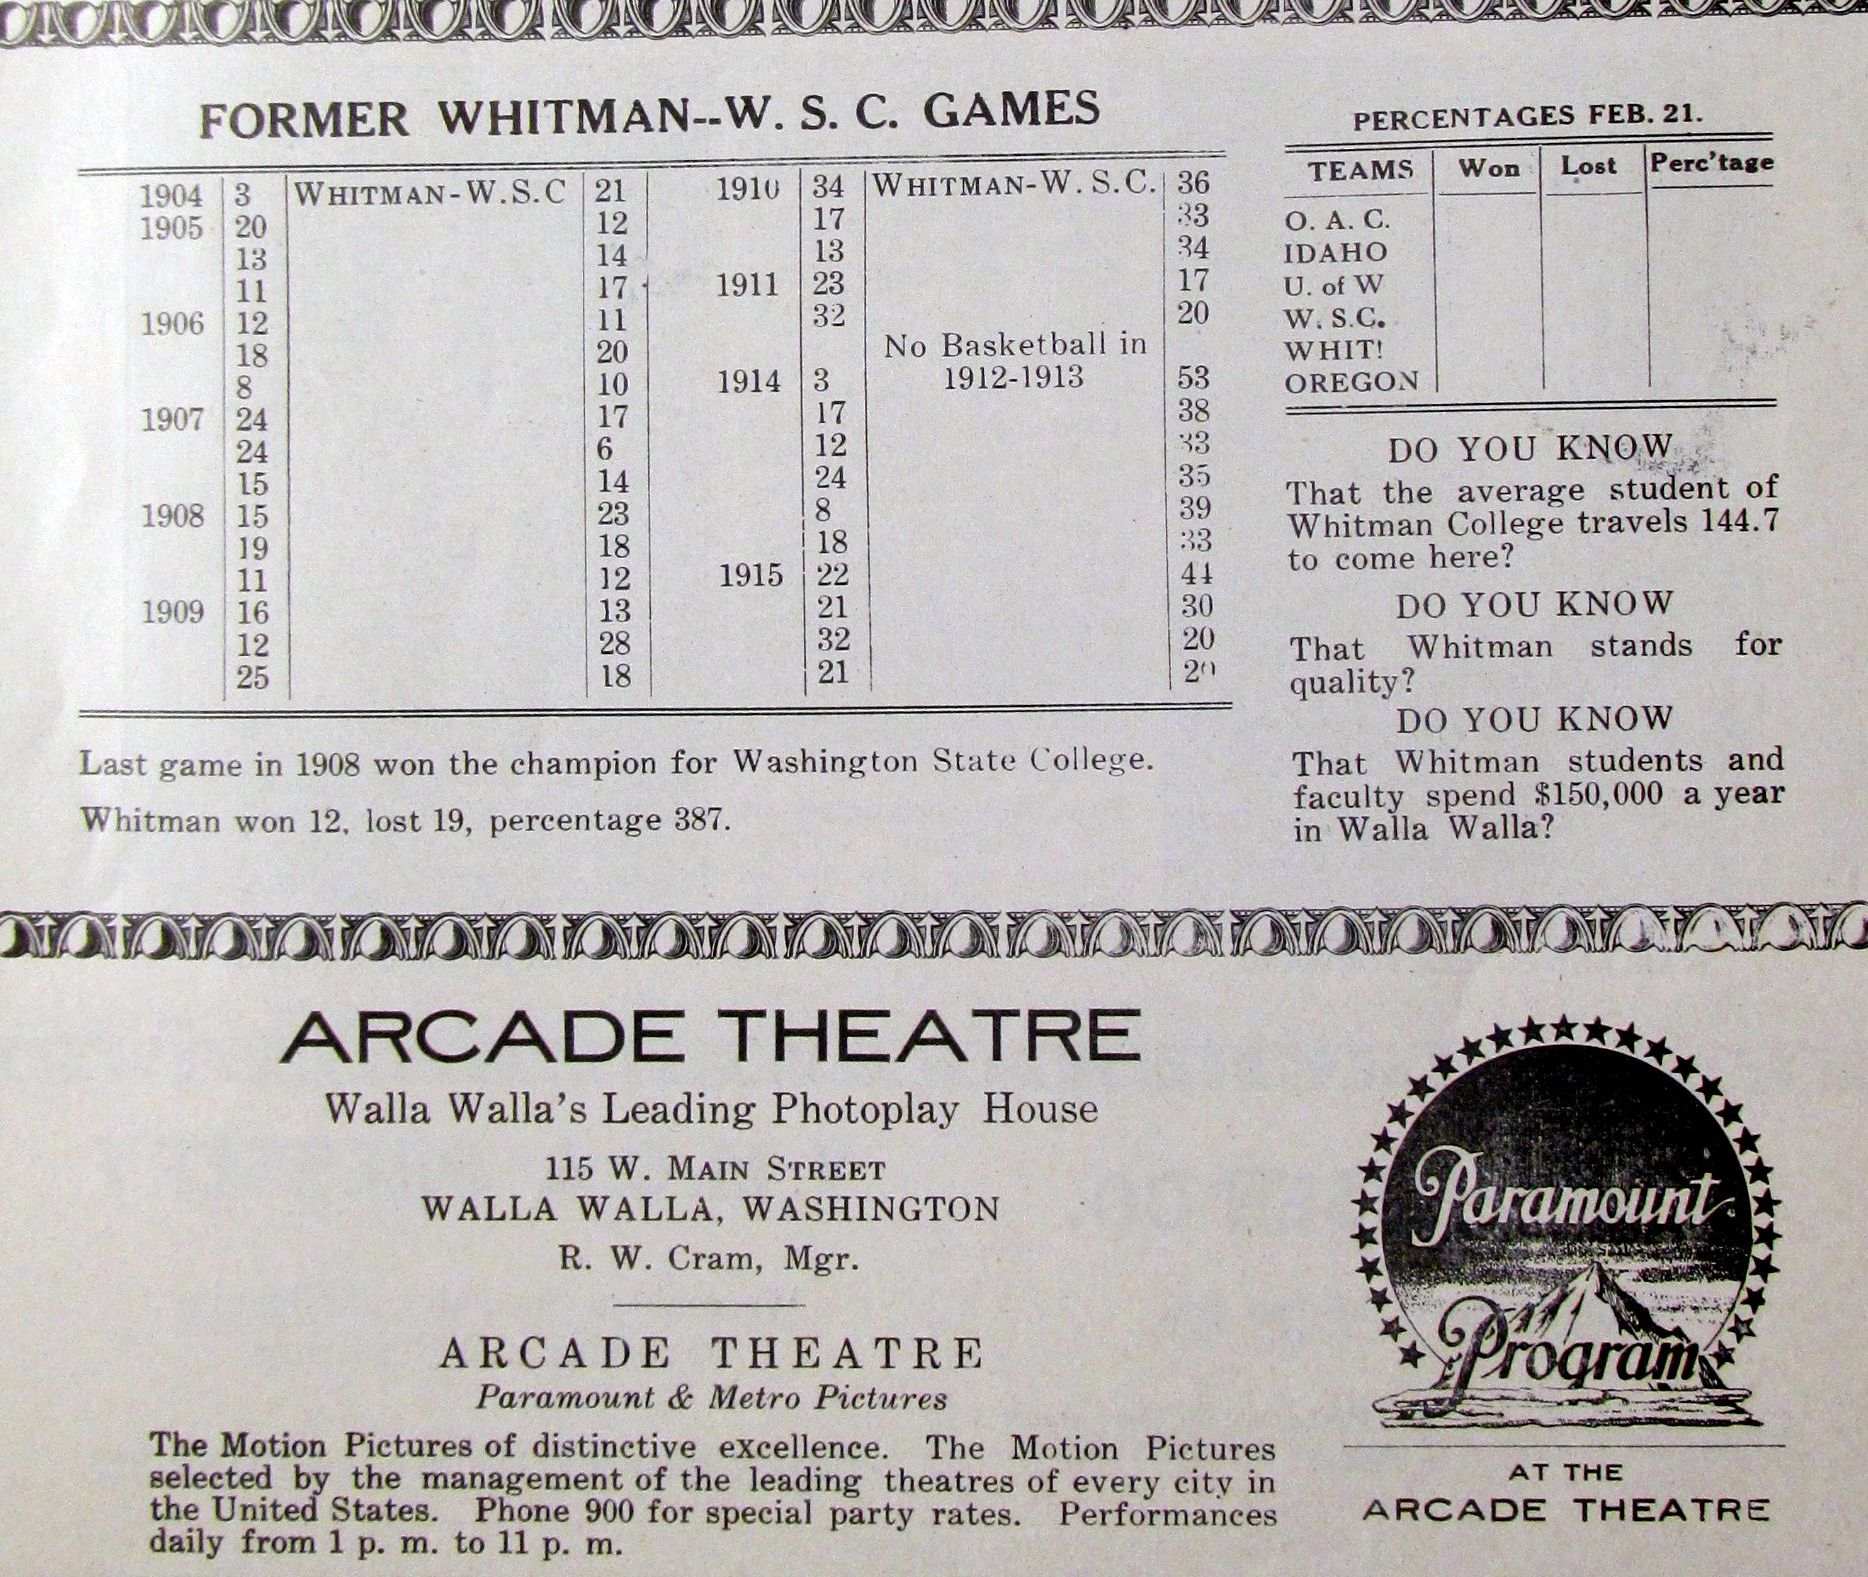 FORMER WHITMAN--W. S. C. GAMES
1904 3 WHITMAN-W.S.C 21
1905 20 12
13 14
11 17
1906 12 11
18 20
8 10
1907 24 17
24 6
15 14
1908 15 23
19 18
11 12
1909 16 13
12 28
25 18
1910 34 WHITMAN-W. S.C. 36
17 33
13 34
1911 23 17
32 20
No Basketball in
1912-1913
1914 3 53
17 38
12 33
24 35
8 39
18 33
1915 22 44
21 30
32 20
21 20
Last game in 1908 won the champion for Washington State College.
Whitman won 12, lost 19, percentage 387.
PERCENTAGES FEB. 21.
TEAMS Won Lost Perc'tage
O. A. C.
IDAHO
U. of W
W. S.C.
WHIT!
OREGON
DO YOU KNOW
That the average student of
Whitman College travels 144.7
to come here?
DO YOU KNOW
That Whitman stands for
quality?
DO YOU KNOW
That Whitman students and
faculty spend $150,000 a year
in Walla Walla?
ARCADE THEATRE
Walla Walla's Leading Photoplay House
115 W. MAIN STREET
WALLA WALLA, WASHINGTON
R. W. Cram, Mgr.
ARCADE THEATRE
Paramount & Metro Pictures
The Motion Pictures of distinctive excellence. The Motion Pictures
selected by the management of the leading theatres of every city in
the United States. Phone 900 for special party rates. Performances
daily from 1 p. m. to 11 p. m.
Paramount
Program
AT THE
ARCADE THEATRE